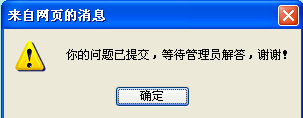 来自网页的消息
你的问题已提交，等待管理员解答，谢谢！
确定